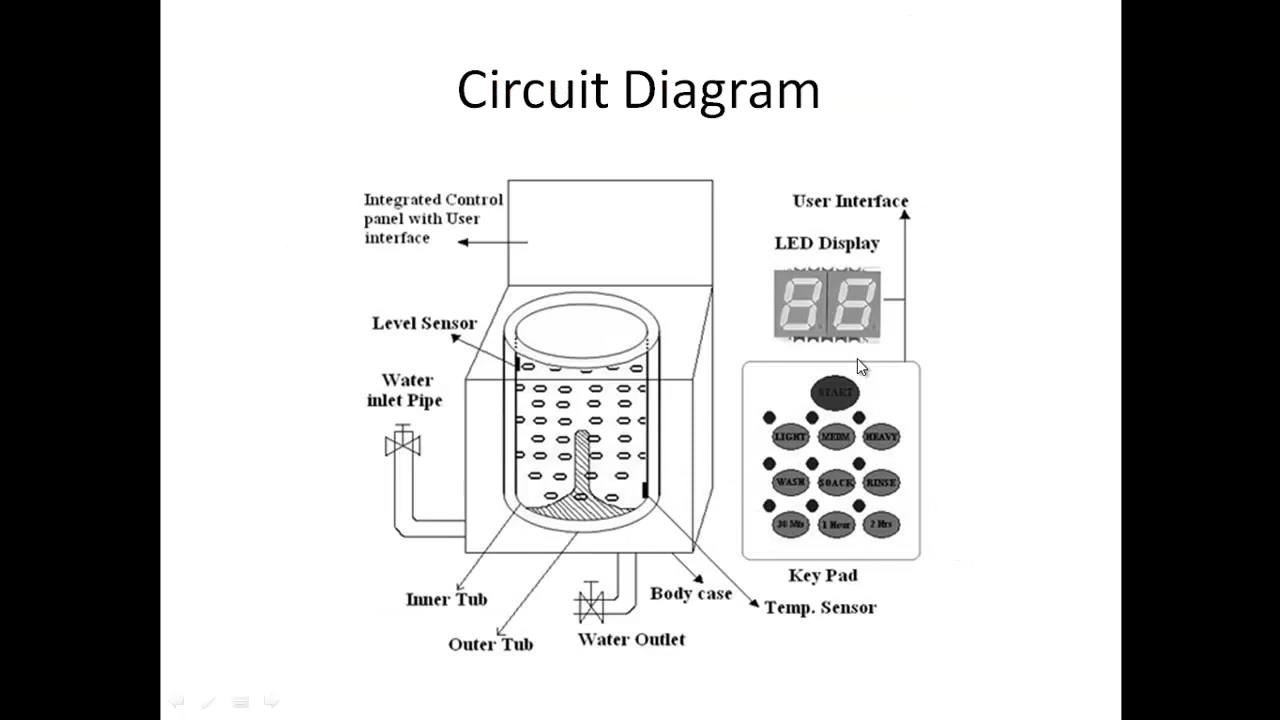 Circuit Diagram
Integrated Control
panel with User
interface
User Interface
LED Display
88
Level Sensor
Water
inlet Pipe
START
LIGHT MEDM HEAVY
WASH SOACK RINSE
30 Mts 1 Hour 2 Hrs
Key Pad
Inner Tub
Body case
Temp. Sensor
Outer Tub
Water Outlet